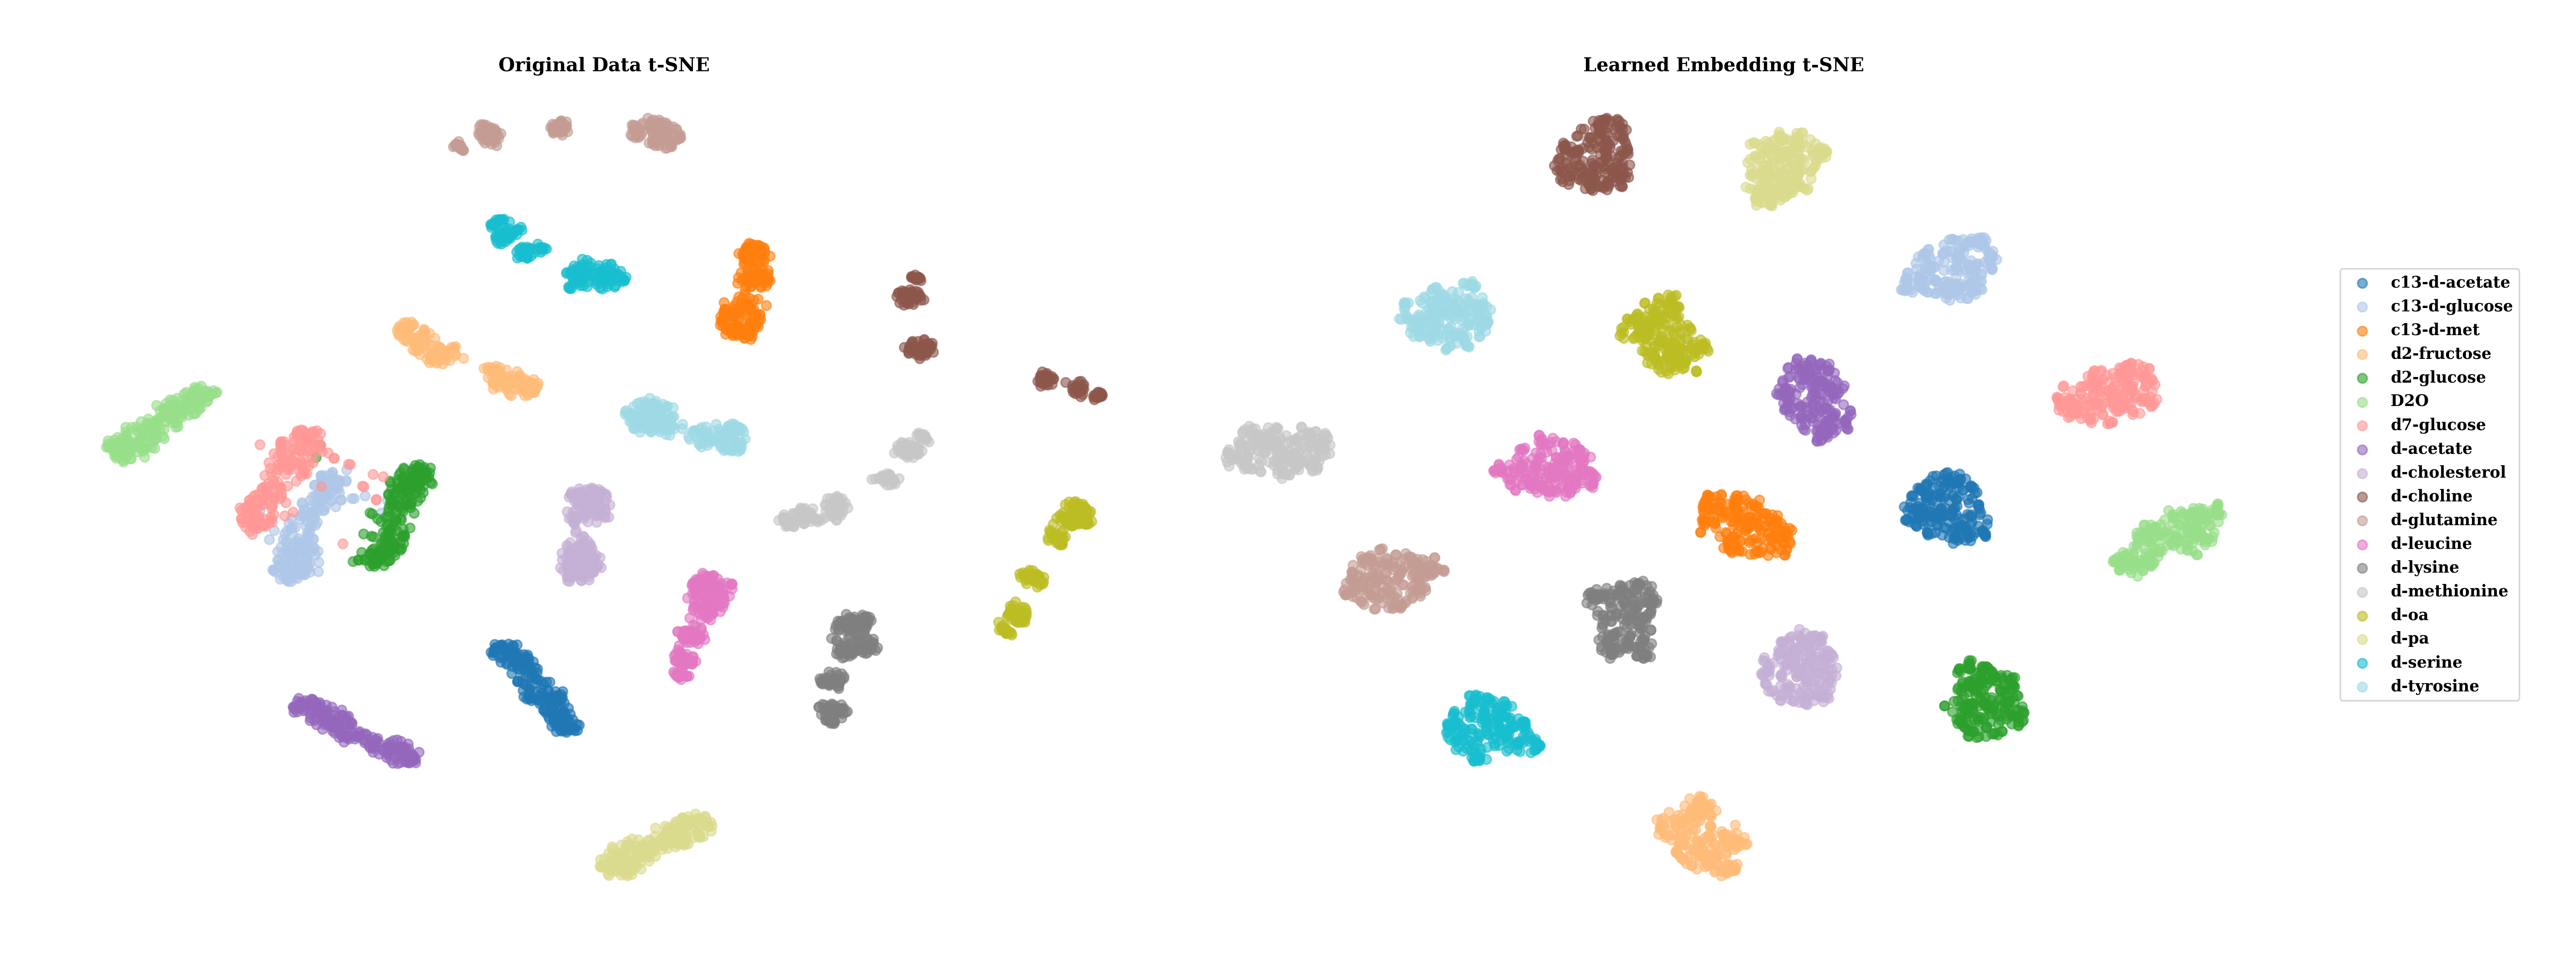 Original Data t-SNE
Learned Embedding t-SNE
c13-d-acetate
c13-d-glucose
c13-d-met
d2-fructose
d2-glucose
D2O
d7-glucose
d-acetate
d-cholesterol
d-choline
d-glutamine
d-leucine
d-lysine
d-methionine
d-oa
d-pa
d-serine
d-tyrosine